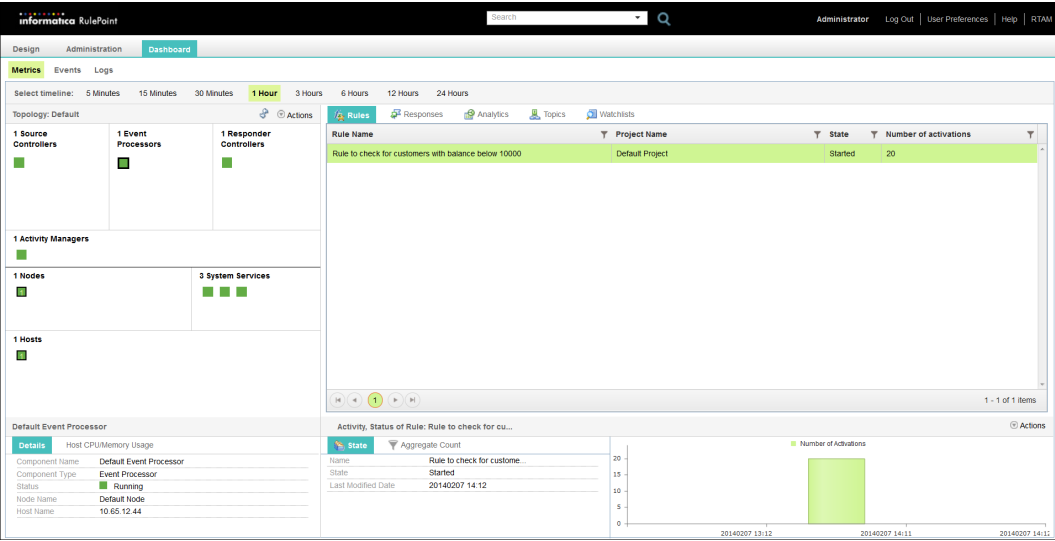 informatica RulePoint
Search
Administrator Log Out User Preferences Help RTAM
Design Administration Dashboard
Metrics Events Logs
Select timeline: 5 Minutes 15 Minutes 30 Minutes 1 Hour 3 Hours 6 Hours 12 Hours 24 Hours
Topology: Default Actions
Rules Responses Analytics Topics Watchlists
1 Source Controllers
1 Event Processors
1 Responder Controllers
Rule Name Project Name State Number of activations
Rule to check for customers with balance below 10000 Default Project Started 20
1 Activity Managers
1 Nodes
3 System Services
1 Hosts
1
1 - 1 of 1 items
Default Event Processor
Details Host CPU/Memory Usage
Component Name Default Event Processor
Component Type Event Processor
Status Running
Node Name Default Node
Host Name 10.65.12.44
Activity, Status of Rule: Rule to check for cu... Actions
State Aggregate Count
Name Rule to check for custome...
State Started
Last Modified Date 20140207 14:12
Number of Activations
20
15
10
5
0
20140207 13:12 20140207 14:11 20140207 14:12